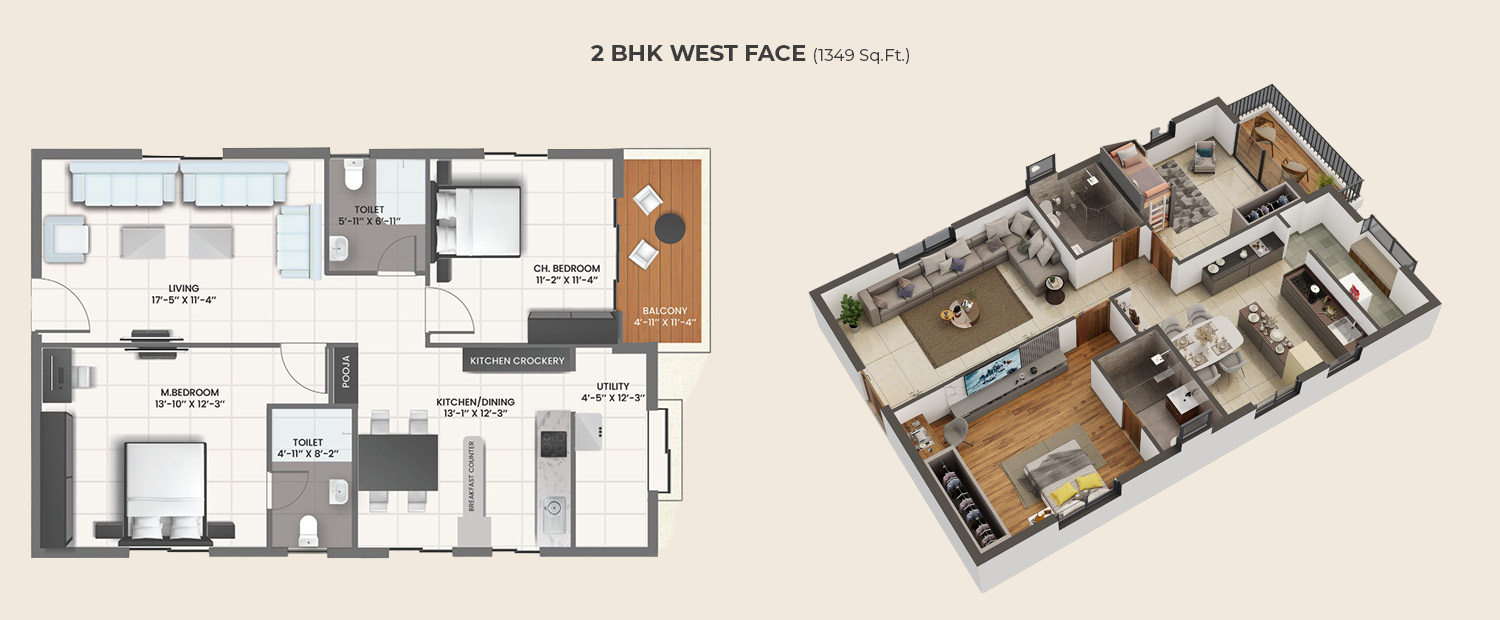 2 BHK WEST FACE (1349 Sq.Ft.)
TOILET
5'-11" X 6'-11"
LIVING
17'-5" X 11'-4"
CH. BEDROOM
11'-2" X 11'-4"
BALCONY
4'-11" X 11'-4"
POOJA
KITCHEN CROCKERY
M.BEDROOM
13'-10" X 12'-3"
KITCHEN/DINING
13'-1" X 12'-3"
UTILITY
4'-5" X 12'-3"
TOILET
4'-11" X 8'-2"
BREAKFAST COUNTER